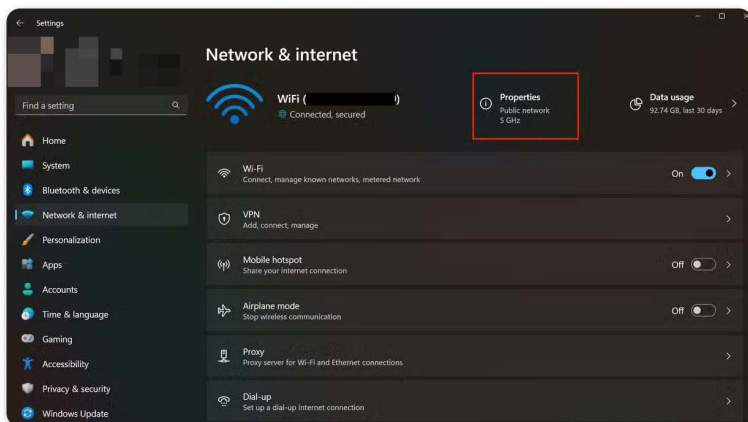 Settings
Network & internet
WiFi (
)
Connected, secured
Properties
Public network
5 GHz
Data usage
92.74 GB, last 30 days
Find a setting
Home
System
Bluetooth & devices
Network & internet
Personalization
Apps
Accounts
Time & language
Gaming
Accessibility
Privacy & security
Windows Update
Wi-Fi
Connect, manage known networks, metered network
On
VPN
Add, connect, manage
Mobile hotspot
Share your internet connection
Off
Airplane mode
Stop wireless communication
Off
Proxy
Proxy server for Wi-Fi and Ethernet connections
Dial-up
Set up a dial-up internet connection